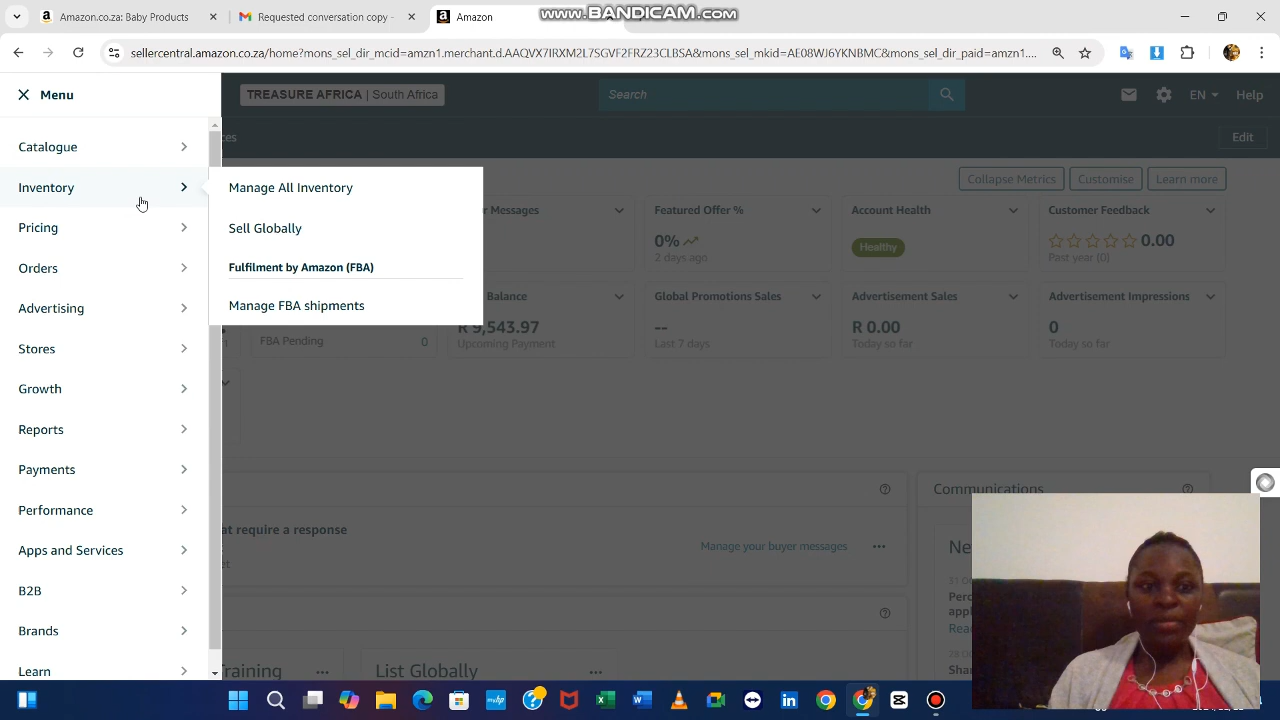 www.BANDICAM.com
Amazon.co.za: Baby Products
Requested conversation copy -
Amazon
sellercentral.amazon.co.za/home?mons_sel_dir_mcid=amzn1.merchant.d.AAQVX7IRXM2L7SGVF2FRZ23CLBSA&mons_sel_mkid=AE08WJ6YKNBMC&mons_sel_dir_paid=amzn1....
Menu
TREASURE AFRICA | South Africa
Search
EN
Help
Edit
Catalogue
Inventory
Pricing
Orders
Advertising
Stores
Growth
Reports
Payments
Performance
Apps and Services
B2B
Brands
Learn
Manage All Inventory
Sell Globally
Fulfilment by Amazon (FBA)
Manage FBA shipments
Collapse Metrics
Customise
Learn more
Messages
Featured Offer %
0%
2 days ago
Account Health
Healthy
Customer Feedback
0.00
Past year (0)
FBA Pending
0
Balance
R 9,543.97
Upcoming Payment
Global Promotions Sales
--
Last 7 days
Advertisement Sales
R 0.00
Today so far
Advertisement Impressions
0
Today so far
at require a response
Manage your buyer messages
Communications
Training
List Globally